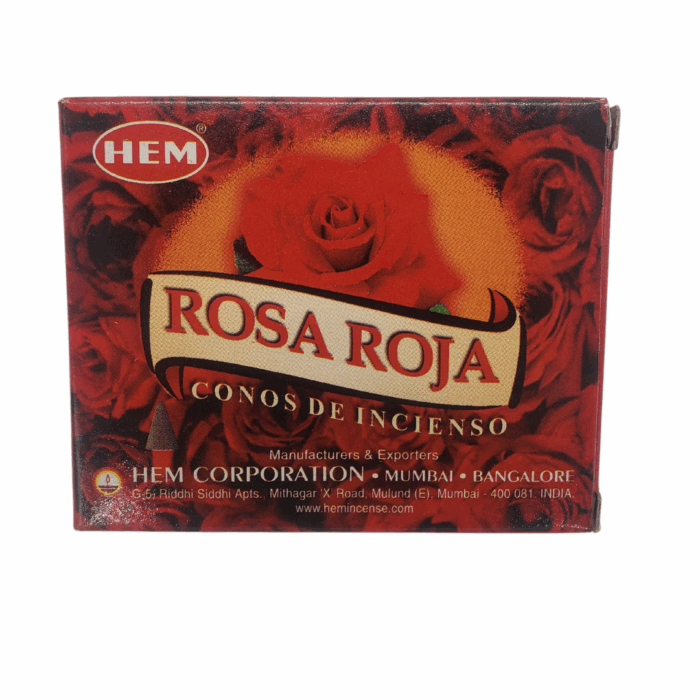 HEM®
ROSA ROJA
CONOS DE INCIENSO
Manufacturers & Exporters
HEM CORPORATION • MUMBAI • BANGALORE
G-5, Riddhi Siddhi Apts., Mithagar 'X' Road, Mulund (E), Mumbai - 400 081. INDIA.
www.hemincense.com